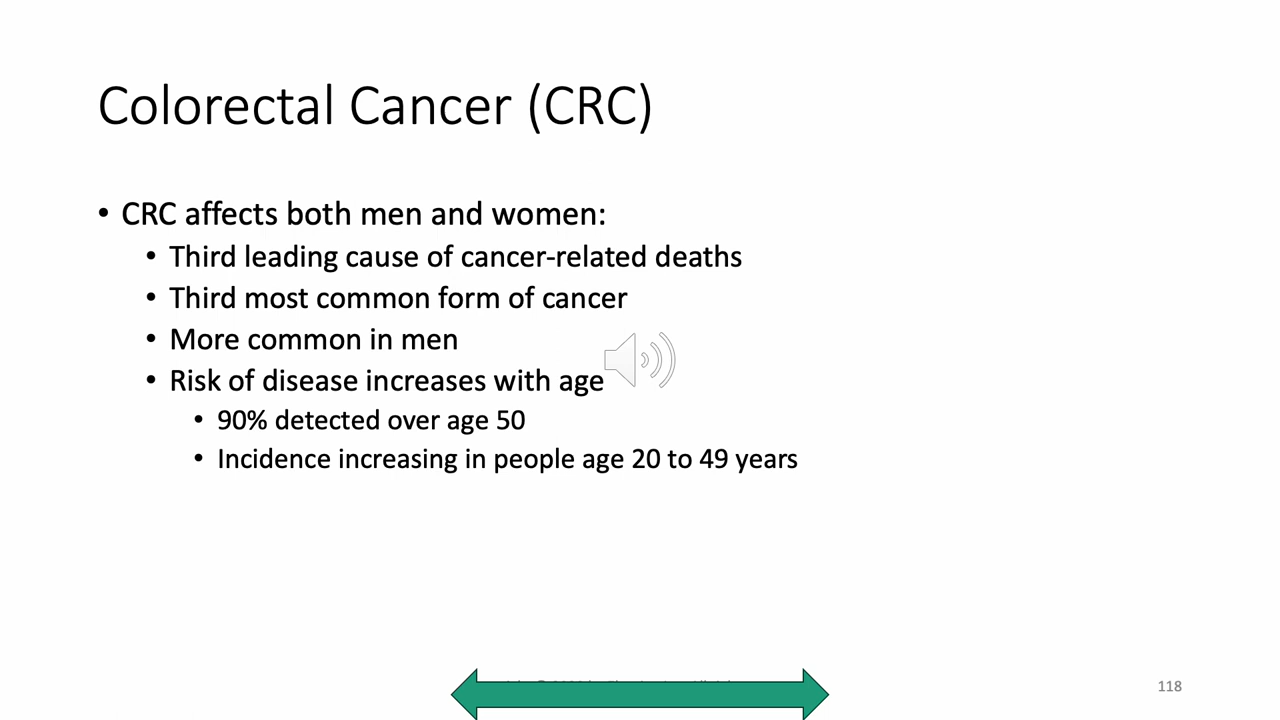 Colorectal Cancer (CRC)
• CRC affects both men and women:
• Third leading cause of cancer-related deaths
• Third most common form of cancer
• More common in men
• Risk of disease increases with age
• 90% detected over age 50
• Incidence increasing in people age 20 to 49 years
118